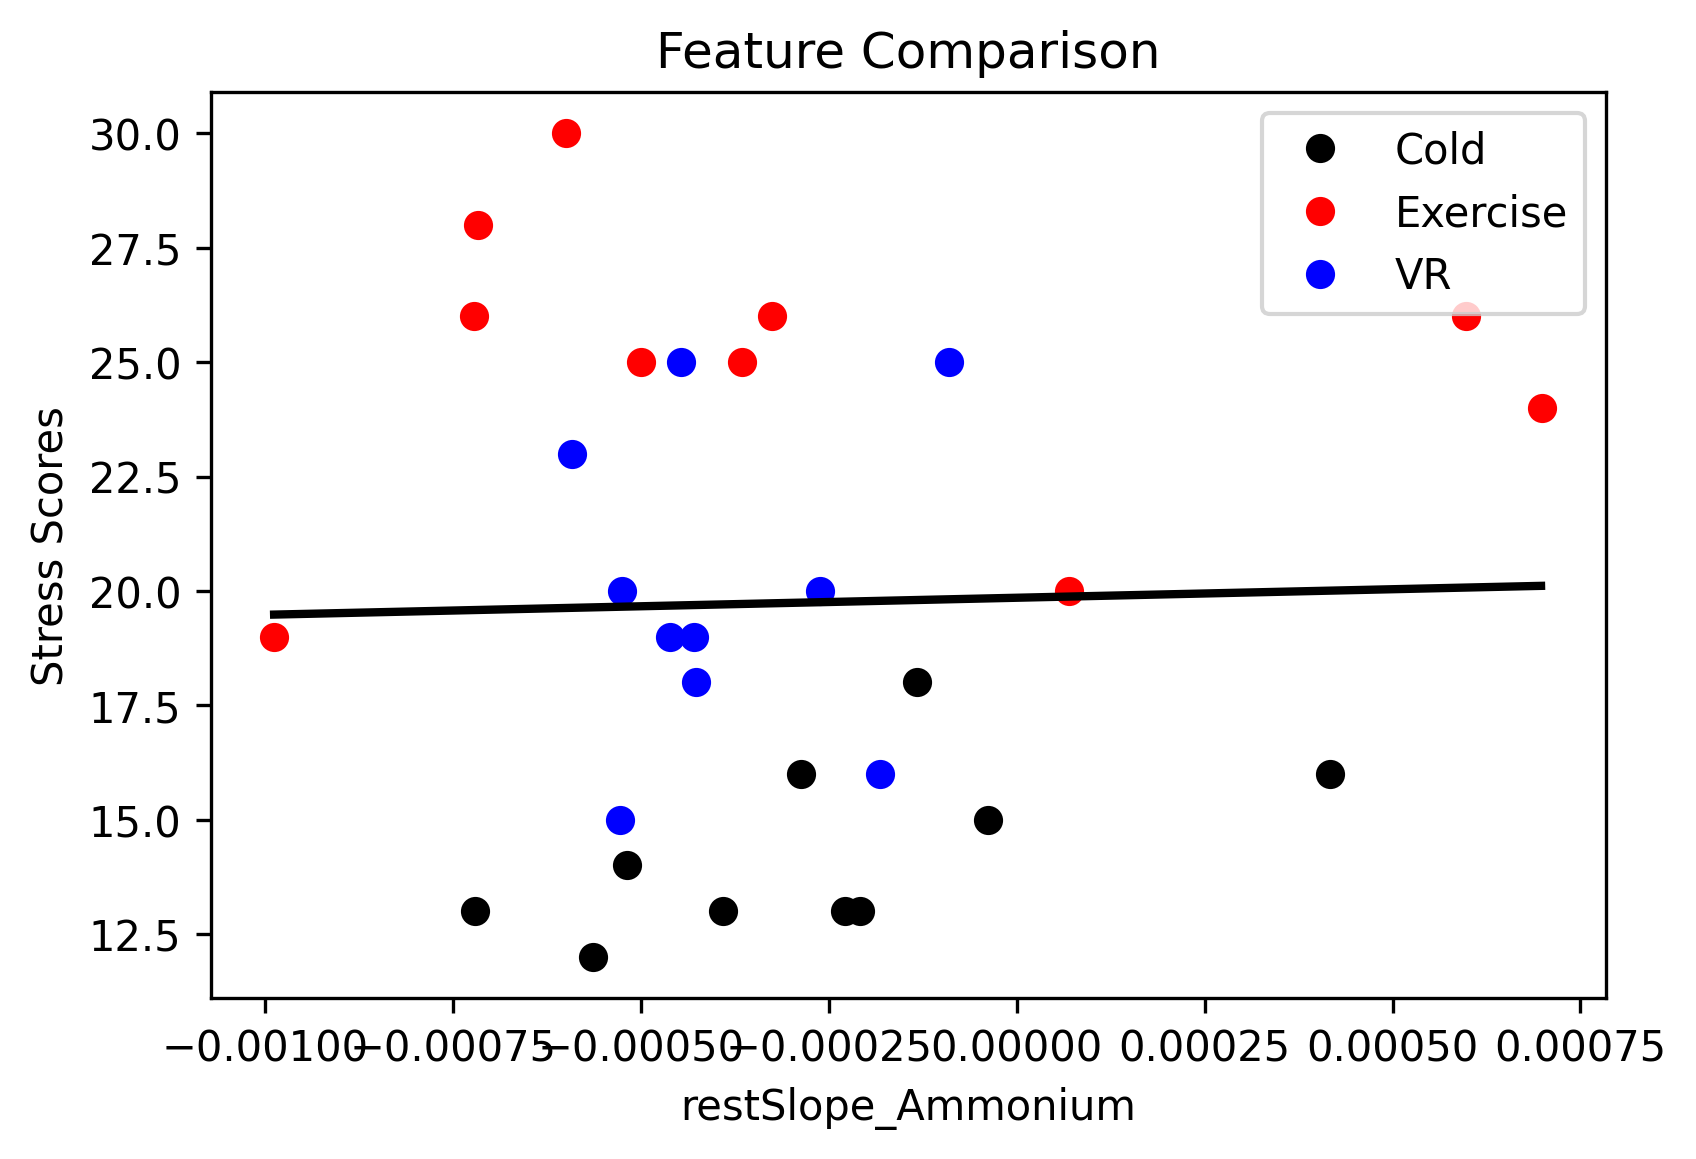 Feature Comparison
30.0
27.5
25.0
22.5
20.0
17.5
15.0
12.5
Stress Scores
Cold
Exercise
VR
−0.00100 −0.00075 −0.00050 −0.00025 0.00000 0.00025 0.00050 0.00075
restSlope_Ammonium